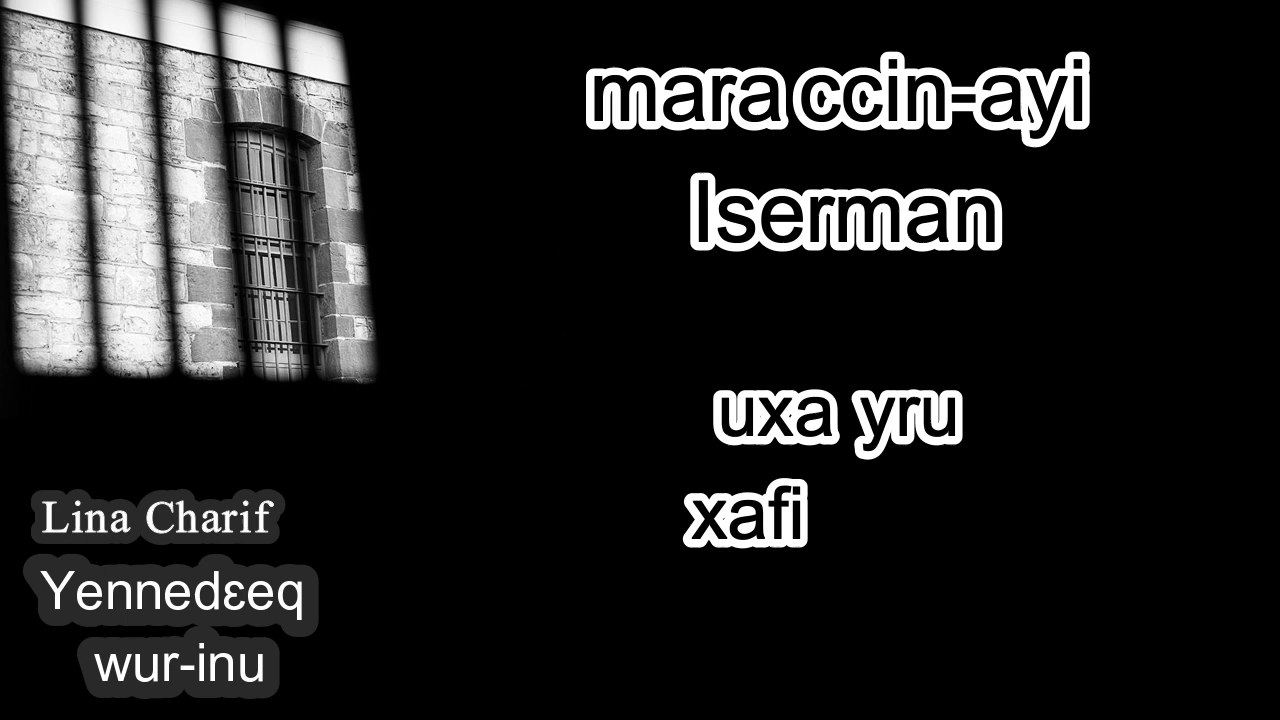 mara ccin-ayi
lserman
uxa yru
xafi
Lina Charif
Yennedɛeq
wur-inu